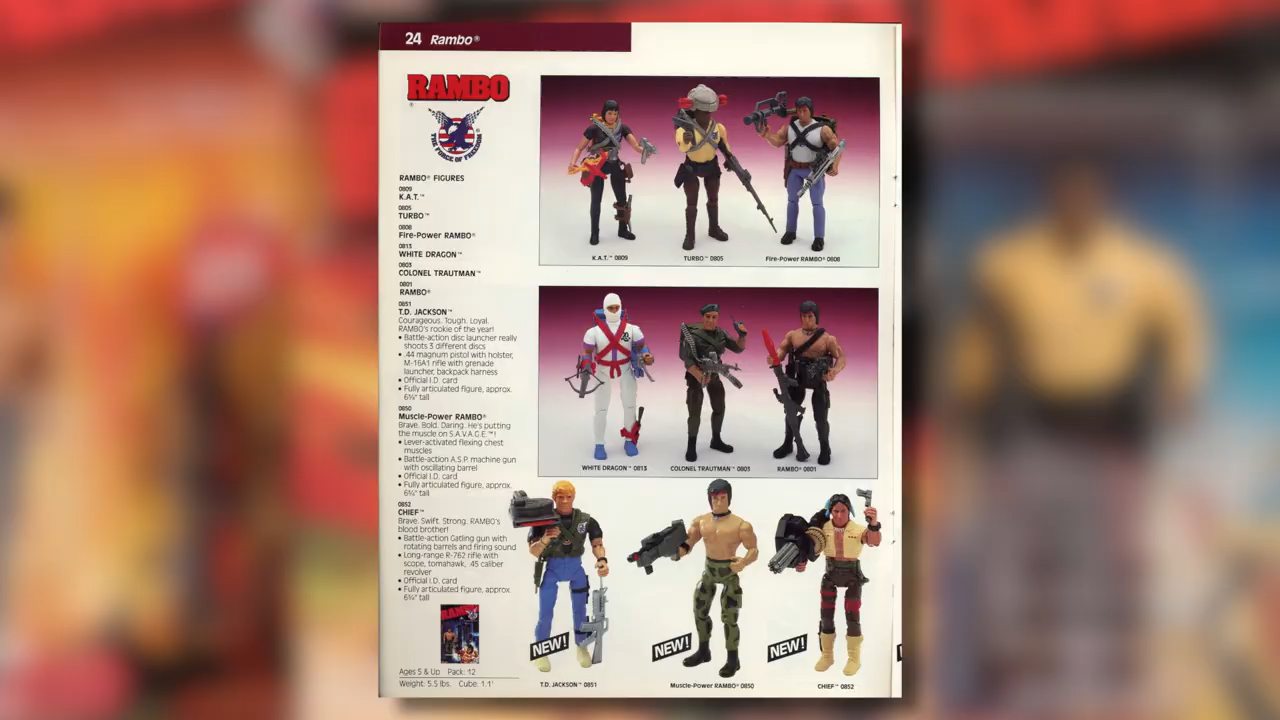 24 Rambo®
RAMBO
®
THE FORCE OF FREEDOM
®
RAMBO® FIGURES
0809
K.A.T.™
0805
TURBO™
0808
Fire-Power RAMBO®
0813
WHITE DRAGON™
0803
COLONEL TRAUTMAN™
0801
RAMBO®
0851
T.D. JACKSON™
Courageous. Tough. Loyal.
RAMBO's rookie of the year!
• Battle-action disc launcher really
shoots 3 different discs
• .44 magnum pistol with holster,
M-16A1 rifle with grenade
launcher, backpack harness
• Official I.D. card
• Fully articulated figure, approx.
6¾" tall
0850
Muscle-Power RAMBO®
Brave. Bold. Daring. He's putting
the muscle on S.A.V.A.G.E.™!
• Lever-activated flexing chest
muscles
• Battle-action A.S.P. machine gun
with oscillating barrel
• Official I.D. card
• Fully articulated figure, approx.
6¾" tall
0852
CHIEF™
Brave. Swift. Strong. RAMBO's
blood brother!
• Battle-action Gatling gun with
rotating barrels and firing sound
• Long-range R-762 rifle with
scope, tomahawk, .45 caliber
revolver
• Official I.D. card
• Fully articulated figure, approx.
6¾" tall
RAMBO
Ages 5 & Up Pack: 12
Weight: 5.5 lbs. Cube: 1.1'
K.A.T.™ 0809
TURBO™ 0805
Fire-Power RAMBO® 0808
WHITE DRAGON™ 0813
COLONEL TRAUTMAN™ 0803
RAMBO® 0801
NEW!
NEW!
NEW!
T.D. JACKSON™ 0851
Muscle-Power RAMBO® 0850
CHIEF™ 0852